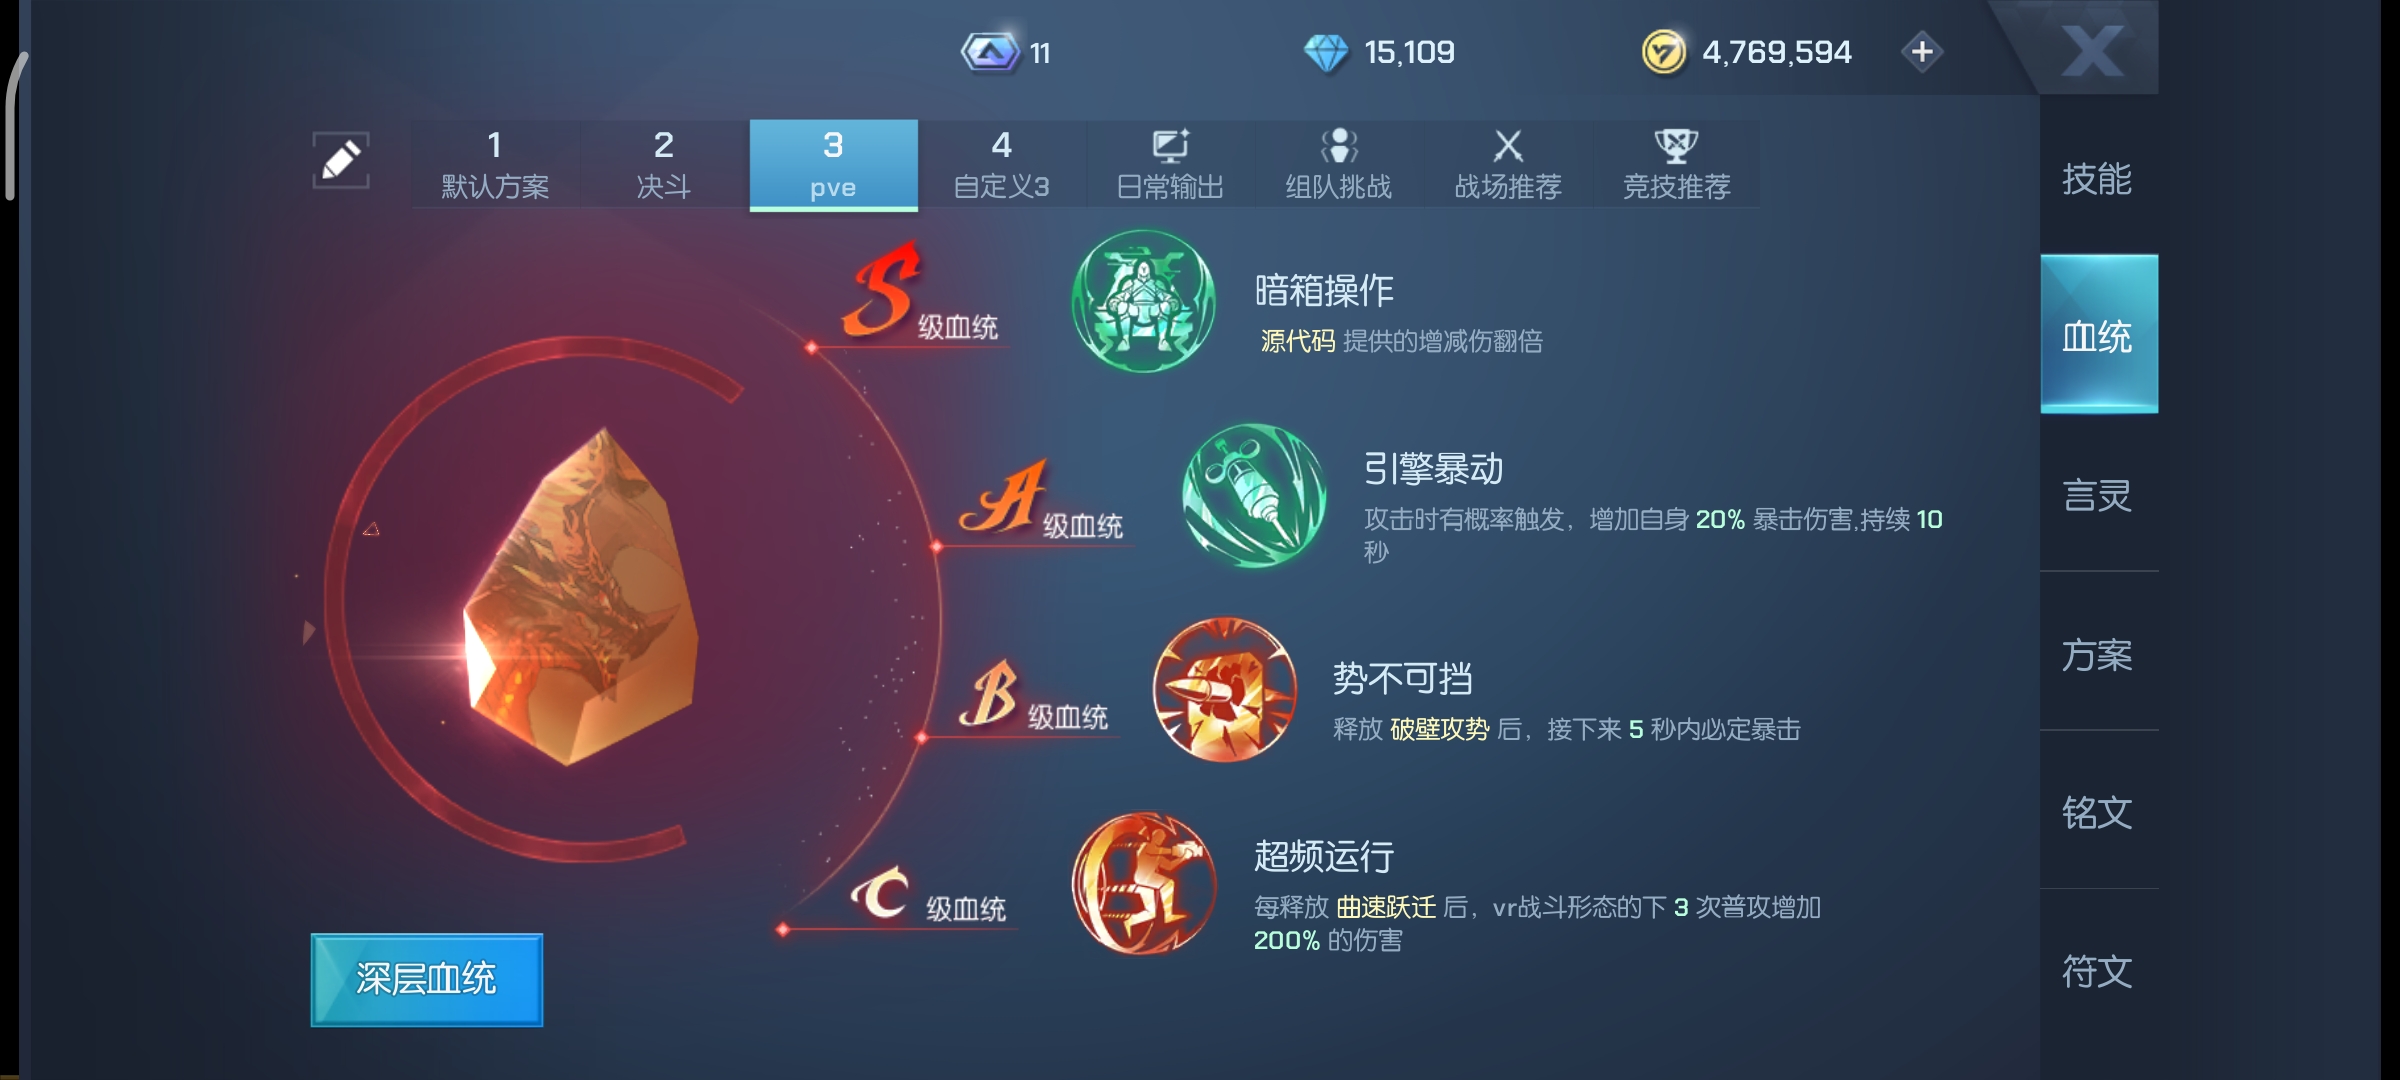 11
15,109
4,769,594
1
默认方案
2
决斗
3
pve
4
自定义3
日常输出
组队挑战
战场推荐
竞技推荐
技能
血统
言灵
方案
铭文
符文
S级血统
暗箱操作
源代码 提供的增减伤翻倍
A级血统
引擎暴动
攻击时有概率触发，增加自身 20% 暴击伤害,持续 10
秒
B级血统
势不可挡
释放 破壁攻势 后，接下来 5 秒内必定暴击
C级血统
超频运行
每释放 曲速跃迁 后，vr战斗形态的下 3 次普攻增加
200% 的伤害
深层血统